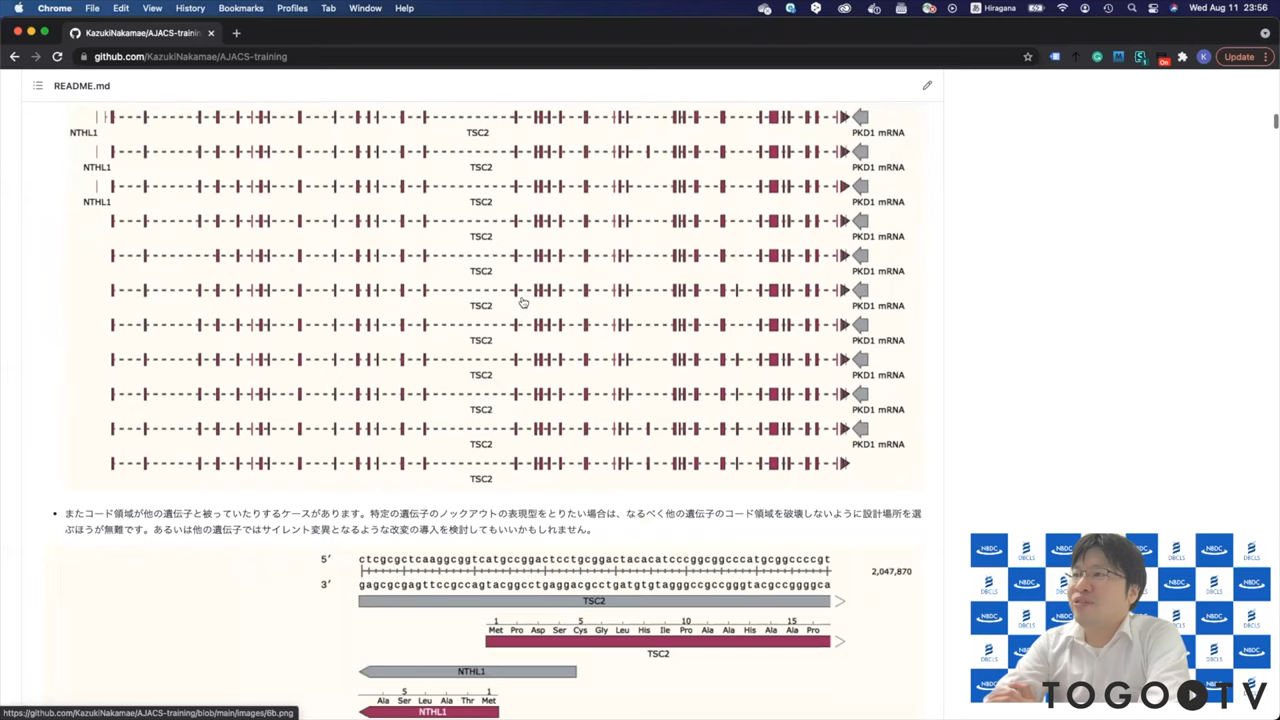 Chrome File Edit View History Bookmarks Profiles Tab Window Help Hiragana Wed Aug 11 23:56
KazukiNakamae/AJACS-trainin
github.com/KazukiNakamae/AJACS-training On K Update
README.md
NTHL1 TSC2 PKD1 mRNA
NTHL1 TSC2 PKD1 mRNA
NTHL1 TSC2 PKD1 mRNA
TSC2 PKD1 mRNA
TSC2 PKD1 mRNA
TSC2 PKD1 mRNA
TSC2 PKD1 mRNA
TSC2 PKD1 mRNA
TSC2 PKD1 mRNA
TSC2 PKD1 mRNA
TSC2
またコード領域が他の遺伝子と被っていたりするケースがあります。特定の遺伝子のノックアウトの表現型をとりたい場合は、なるべく他の遺伝子のコード領域を破壊しないように設計場所を選
ぶほうが無難です。あるいは他の遺伝子ではサイレント変異となるような改変の導入を検討してもいいかもしれません。
5′ ctcgcgctcaaggcggtcatgccggactcctgcggactacacatcccggcggcccatgcggccccgt
2,047,870
3′ gagcgcgagttccgccagtacggcctgaggacgcctgatgtgtagggccgccgggtacgccggggca
TSC2
1 5 10 15
Met Pro Asp Ser Cys Gly Leu His Ile Pro Ala Ala His Ala Ala Pro
TSC2
NTHL1
5 1
Ala Ser Leu Ala Thr Met
NTHL1
https://github.com/KazukiNakamae/AJACS-training/blob/main/images/6b.png
NBDC DBCLS
TOGO TV